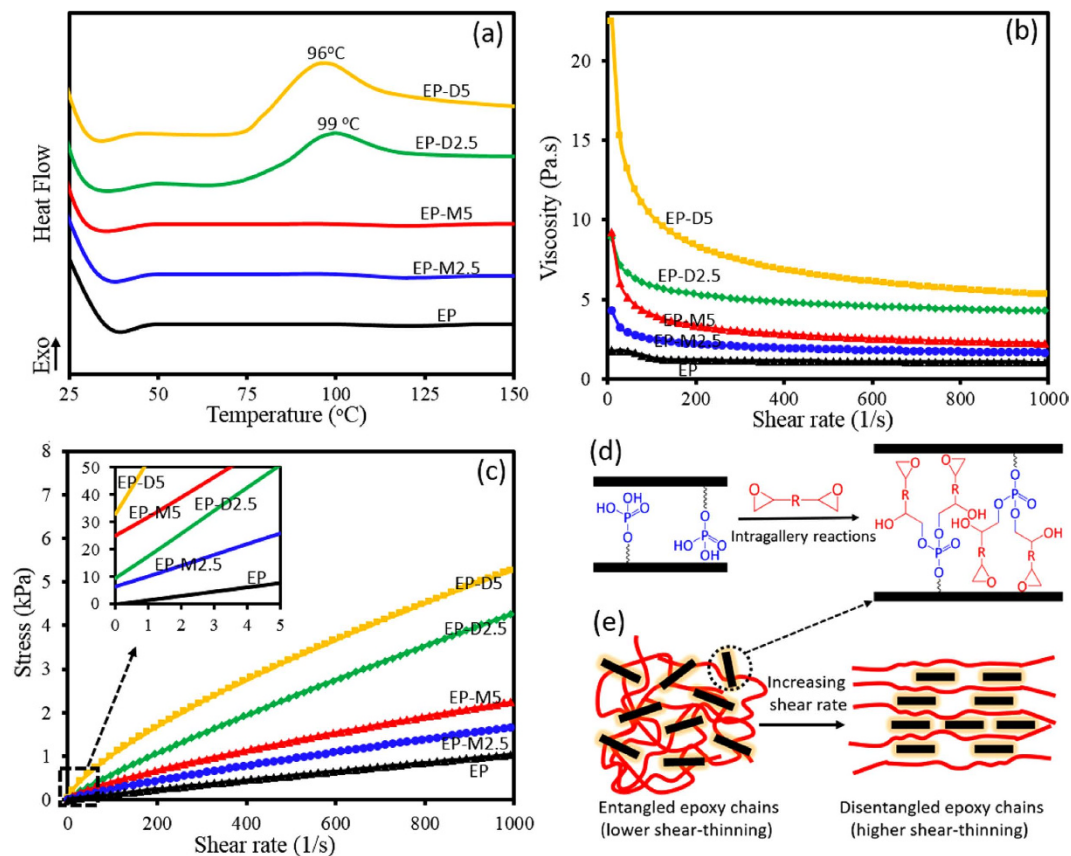 (a)
96°C
EP-D5
99 °C
EP-D2.5
EP-M5
EP-M2.5
EP
Heat Flow
Exo
25
50
75
100
125
150
Temperature (°C)
(b)
20
15
10
5
0
Viscosity (Pa.s)
EP-D5
EP-D2.5
EP-M5
EP-M2.5
EP
200
400
600
800
1000
Shear rate (1/s)
(c)
8
7
6
5
4
3
2
1
0
Stress (kPa)
50
40
30
20
10
0
EP-D5
EP-M5
EP-D2.5
EP-M2.5
EP
0
1
2
3
4
5
EP-D5
EP-D2.5
EP-M5
EP-M2.5
EP
0
200
400
600
800
1000
Shear rate (1/s)
(d)
HO
OH
P
O
O
O
O
HO
P
OH
O
O
R
O
Intragallery reactions
O
O
R
R
HO
OH
O
O
P
O
O
O
P
O
O
O
OH
OH
R
R
O
O
(e)
Increasing
shear rate
Entangled epoxy chains
(lower shear-thinning)
Disentangled epoxy chains
(higher shear-thinning)